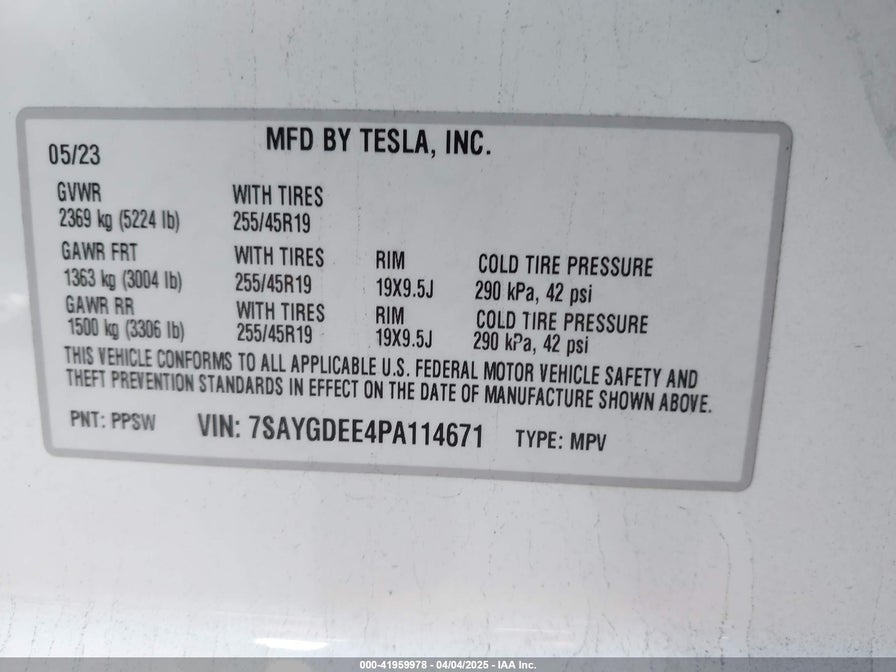 MFD BY TESLA, INC.
05/23
GVWR WITH TIRES
2369 kg (5224 lb) 255/45R19
GAWR FRT WITH TIRES RIM COLD TIRE PRESSURE
1363 kg (3004 lb) 255/45R19 19X9.5J 290 kPa, 42 psi
GAWR RR WITH TIRES RIM COLD TIRE PRESSURE
1500 kg (3306 lb) 255/45R19 19X9.5J 290 kPa, 42 psi
THIS VEHICLE CONFORMS TO ALL APPLICABLE U.S. FEDERAL MOTOR VEHICLE SAFETY AND
THEFT PREVENTION STANDARDS IN EFFECT ON THE DATE OF MANUFACTURE SHOWN ABOVE.
PNT: PPSW VIN: 7SAYGDEE4PA114671 TYPE: MPV
000-41959978 - 04/04/2025 - IAA Inc.